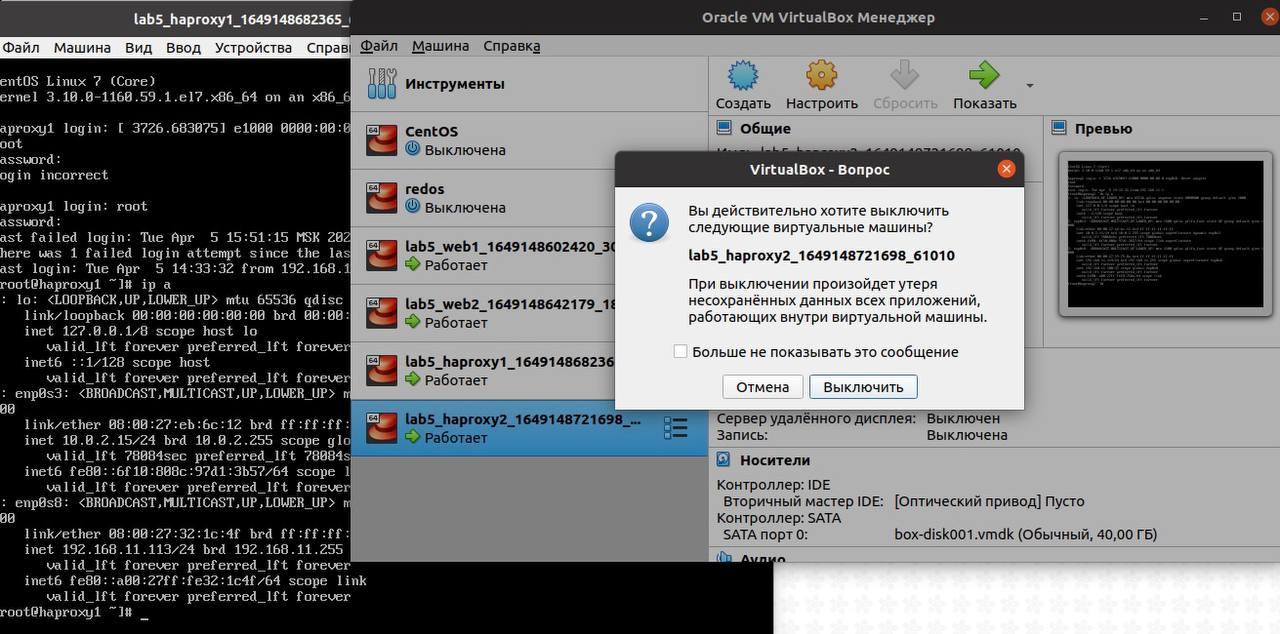 lab5_haproxy1_1649148682365_
Файл Машина Вид Ввод Устройства Справ
entOS Linux 7 (Core)
ernel 3.10.0-1160.59.1.el7.x86_64 on an x86_6
aproxy1 login: [ 3726.683075] e1000 0000:00:0
oot
assword:
ogin incorrect
aproxy1 login: root
assword:
ast failed login: Tue Apr  5 15:51:15 MSK 202
here was 1 failed login attempt since the las
ast login: Tue Apr  5 14:33:32 from 192.168.1
root@haproxy1 ~]# ip a
: lo: <LOOPBACK,UP,LOWER_UP> mtu 65536 qdisc
link/loopback 00:00:00:00:00:00 brd 00:00:
inet 127.0.0.1/8 scope host lo
valid_lft forever preferred_lft forever
inet6 ::1/128 scope host
valid_lft forever preferred_lft forever
: enp0s3: <BROADCAST,MULTICAST,UP,LOWER_UP> m
00
link/ether 08:00:27:eb:6c:12 brd ff:ff:ff:
inet 10.0.2.15/24 brd 10.0.2.255 scope glo
valid_lft 78084sec preferred_lft 78084s
inet6 fe80::6f10:808c:97d1:3b57/64 scope l
valid_lft forever preferred_lft forever
: enp0s8: <BROADCAST,MULTICAST,UP,LOWER_UP> m
00
link/ether 08:00:27:32:1c:4f brd ff:ff:ff:
inet 192.168.11.113/24 brd 192.168.11.255
valid_lft forever preferred_lft forever
inet6 fe80::a00:27ff:fe32:1c4f/64 scope link
valid_lft forever preferred_lft forever
root@haproxy1 ~]# _
Oracle VM VirtualBox Менеджер
Файл Машина Справка
Инструменты
64 CentOS
Выключена
64 redos
Выключена
64 lab5_web1_1649148602420_30
Работает
64 lab5_web2_1649148642179_18
Работает
64 lab5_haproxy1_164914868236
Работает
64 lab5_haproxy2_1649148721698_...
Работает
Создать Настроить Сбросить Показать
Общие
Превью
VirtualBox - Вопрос
Вы действительно хотите выключить
следующие виртуальные машины?
lab5_haproxy2_1649148721698_61010
При выключении произойдет утеря
несохранённых данных всех приложений,
работающих внутри виртуальной машины.
Больше не показывать это сообщение
Отмена Выключить
Сервер удалённого дисплея: Выключен
Запись: Выключена
Носители
Контроллер: IDE
Вторичный мастер IDE: [Оптический привод] Пусто
Контроллер: SATA
SATA порт 0: box-disk001.vmdk (Обычный, 40,00 ГБ)
Аудио